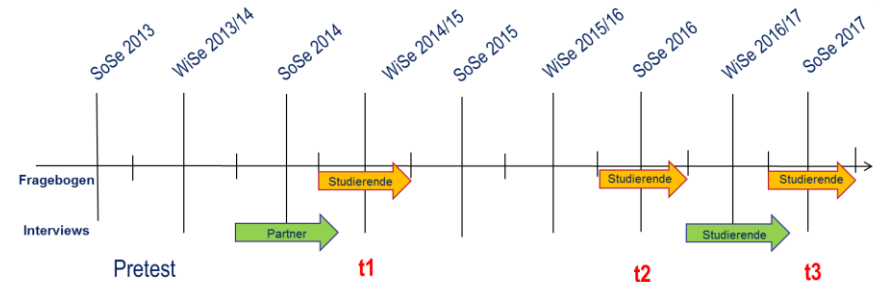 SoSe 2013
WiSe 2013/14
SoSe 2014
WiSe 2014/15
SoSe 2015
WiSe 2015/16
SoSe 2016
WiSe 2016/17
SoSe 2017
Fragebogen
Studierende
Studierende
Studierende
Interviews
Partner
Studierende
Pretest
t1
t2
t3